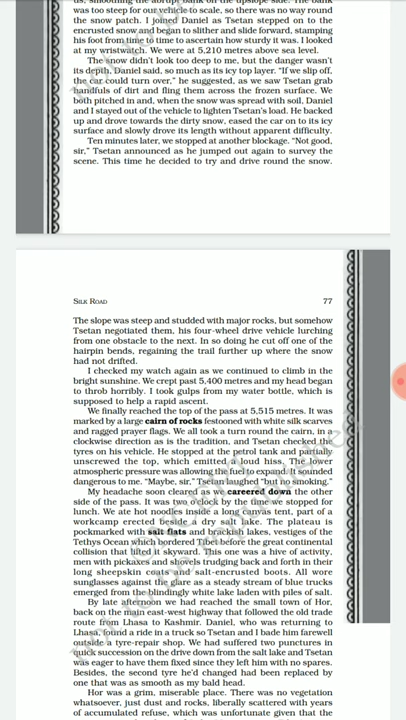 us, smoothing the abrupt bank on the upslope side. The bank
was too steep for our vehicle to scale, so there was no way round
the snow patch. I joined Daniel as Tsetan stepped on to the
encrusted snow and began to slither and slide forward, stamping
his foot from time to time to ascertain how sturdy it was. I looked
at my wristwatch. We were at 5,210 metres above sea level.
The snow didn't look too deep to me, but the danger wasn't
its depth, Daniel said, so much as its icy top layer. “If we slip off,
the car could turn over,” he suggested, as we saw Tsetan grab
handfuls of dirt and fling them across the frozen surface. We
both pitched in and, when the snow was spread with soil, Daniel
and I stayed out of the vehicle to lighten Tsetan's load. He backed
up and drove towards the dirty snow, eased the car on to its icy
surface and slowly drove its length without apparent difficulty.
Ten minutes later, we stopped at another blockage. “Not good,
sir,” Tsetan announced as he jumped out again to survey the
scene. This time he decided to try and drive round the snow.
SILK ROAD 77
The slope was steep and studded with major rocks, but somehow
Tsetan negotiated them, his four-wheel drive vehicle lurching
from one obstacle to the next. In so doing he cut off one of the
hairpin bends, regaining the trail further up where the snow
had not drifted.
I checked my watch again as we continued to climb in the
bright sunshine. We crept past 5,400 metres and my head began
to throb horribly. I took gulps from my water bottle, which is
supposed to help a rapid ascent.
We finally reached the top of the pass at 5,515 metres. It was
marked by a large cairn of rocks festooned with white silk scarves
and ragged prayer flags. We all took a turn round the cairn, in a
clockwise direction as is the tradition, and Tsetan checked the
tyres on his vehicle. He stopped at the petrol tank and partially
unscrewed the top, which emitted a loud hiss. The lower
atmospheric pressure was allowing the fuel to expand. It sounded
dangerous to me. “Maybe, sir,” Tsetan laughed “but no smoking.”
My headache soon cleared as we careered down the other
side of the pass. It was two o'clock by the time we stopped for
lunch. We ate hot noodles inside a long canvas tent, part of a
workcamp erected beside a dry salt lake. The plateau is
pockmarked with salt flats and brackish lakes, vestiges of the
Tethys Ocean which bordered Tibet before the great continental
collision that lifted it skyward. This one was a hive of activity,
men with pickaxes and shovels trudging back and forth in their
long sheepskin coats and salt-encrusted boots. All wore
sunglasses against the glare as a steady stream of blue trucks
emerged from the blindingly white lake laden with piles of salt.
By late afternoon we had reached the small town of Hor,
back on the main east-west highway that followed the old trade
route from Lhasa to Kashmir. Daniel, who was returning to
Lhasa, found a ride in a truck so Tsetan and I bade him farewell
outside a tyre-repair shop. We had suffered two punctures in
quick succession on the drive down from the salt lake and Tsetan
was eager to have them fixed since they left him with no spares.
Besides, the second tyre he'd changed had been replaced by
one that was as smooth as my bald head.
Hor was a grim, miserable place. There was no vegetation
whatsoever, just dust and rocks, liberally scattered with years
of accumulated refuse, which was unfortunate given that the